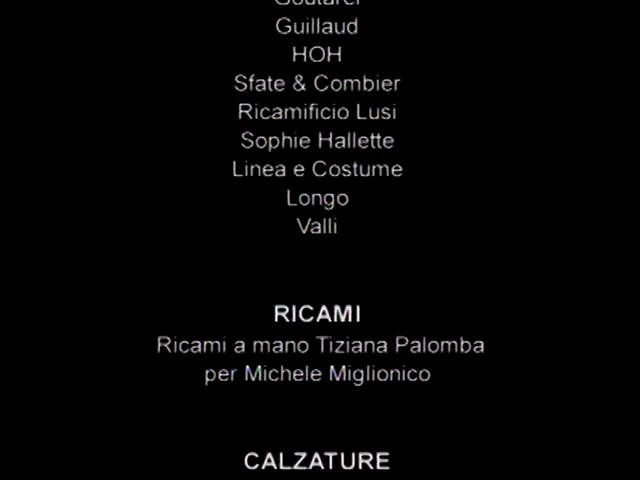 Guillaud
HOH
Sfate & Combier
Ricamificio Lusi
Sophie Hallette
Linea e Costume
Longo
Valli
RICAMI
Ricami a mano Tiziana Palomba
per Michele Miglionico
CALZATURE